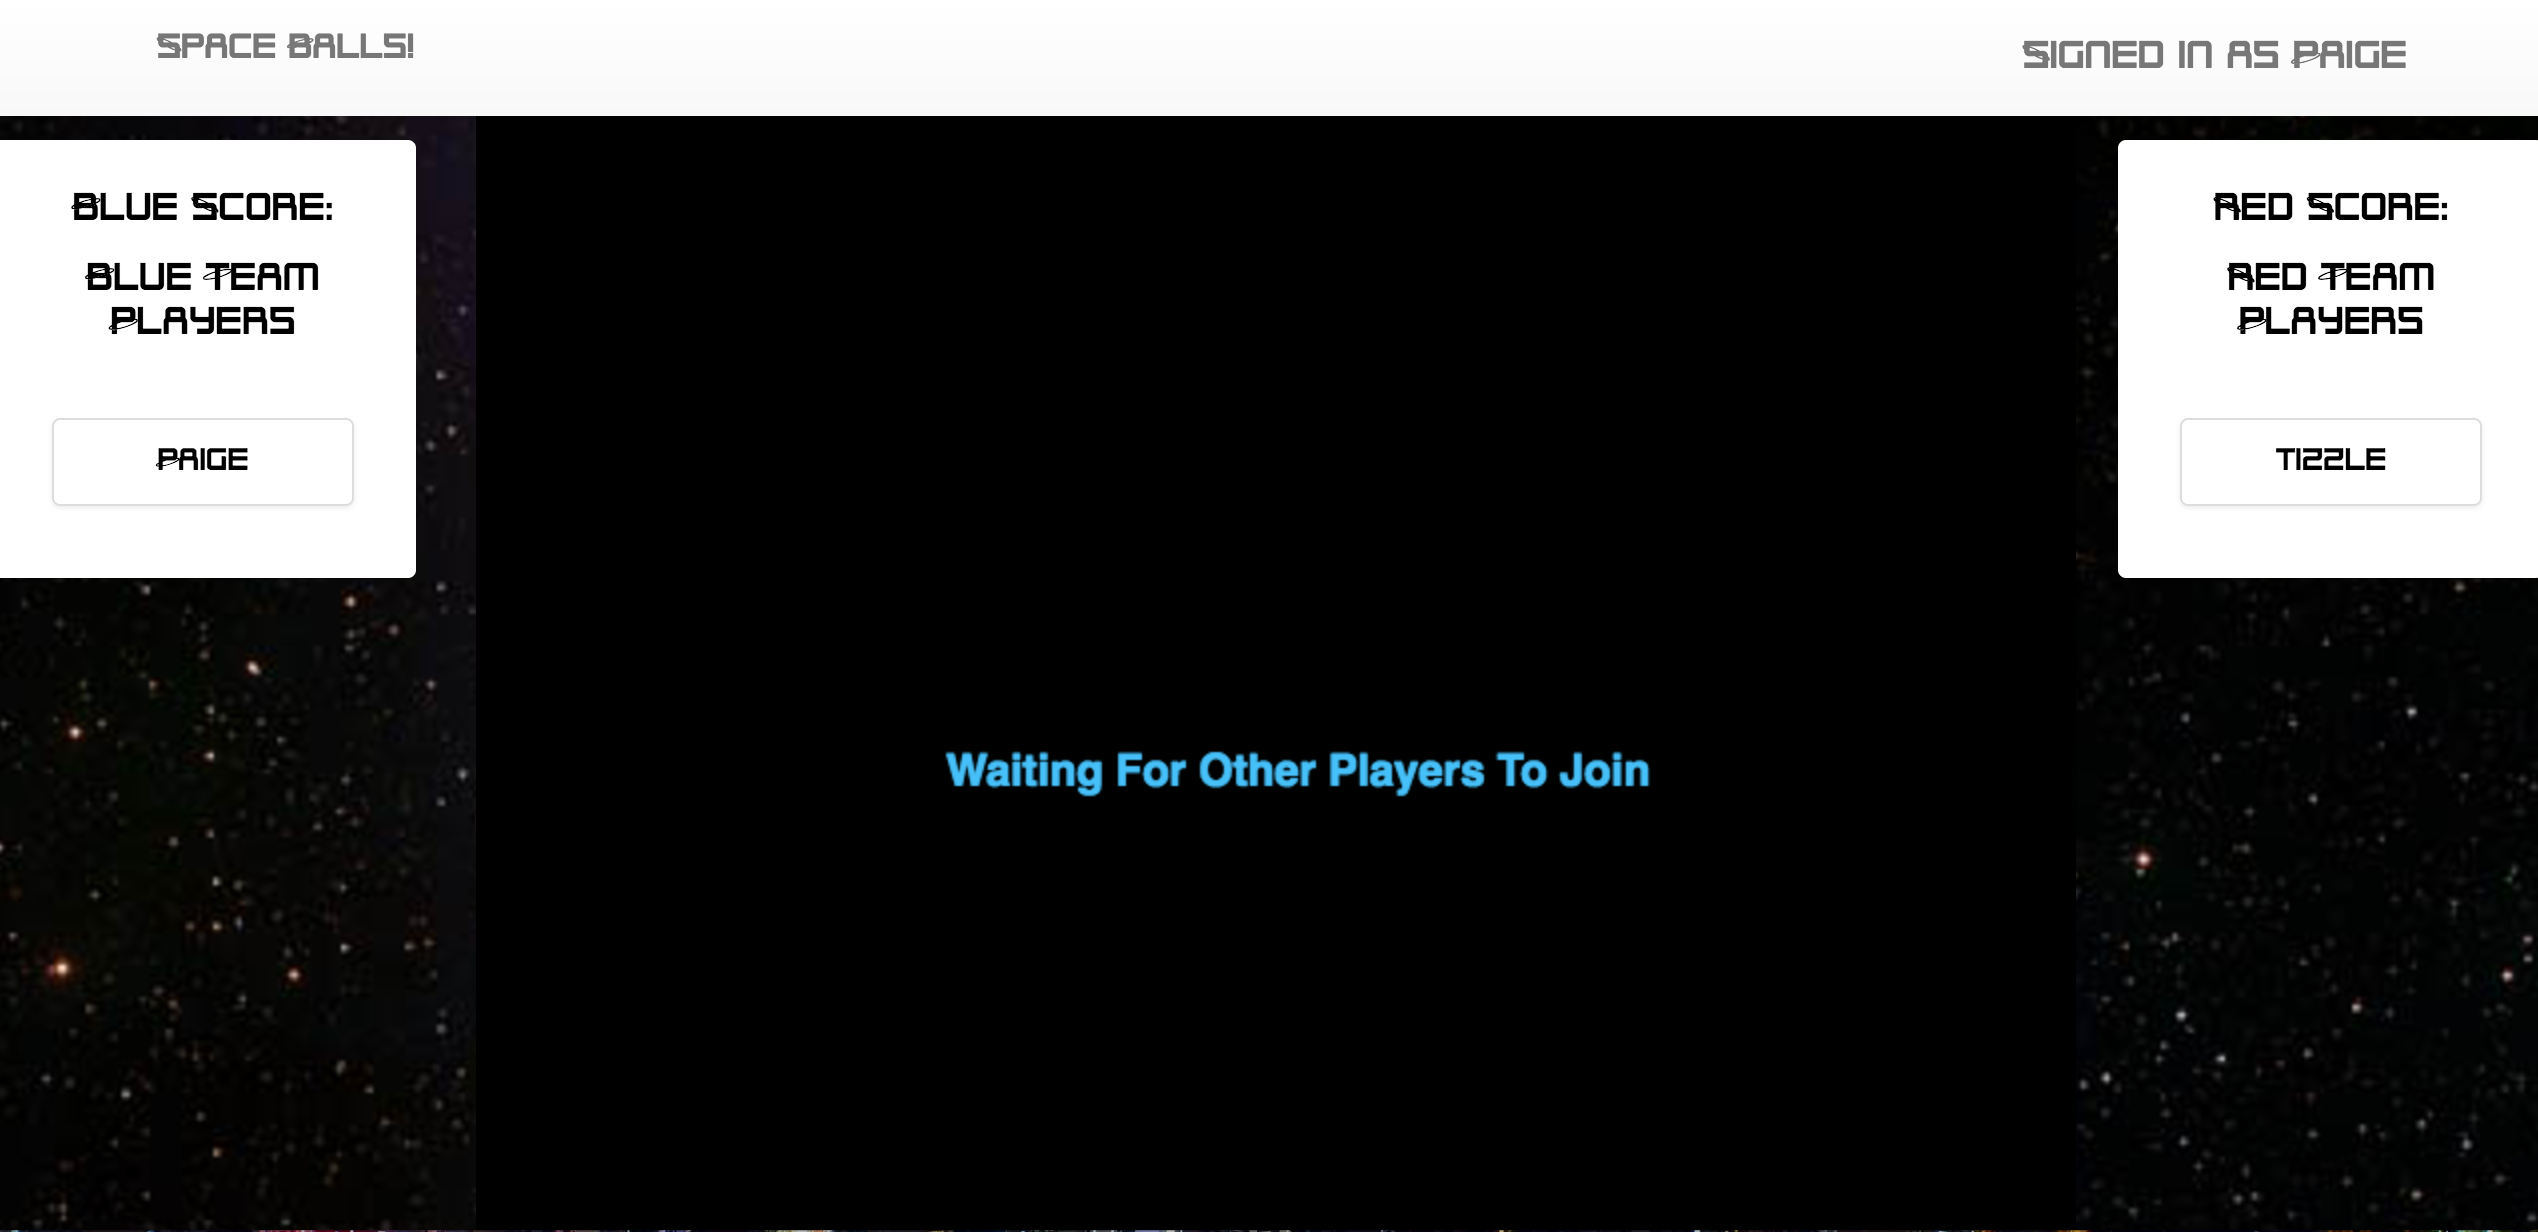 Space Balls!
Signed in as Paige
Blue Score:
Blue Team
Players
Paige
Red Score:
Red Team
Players
tizzle
Waiting For Other Players To Join